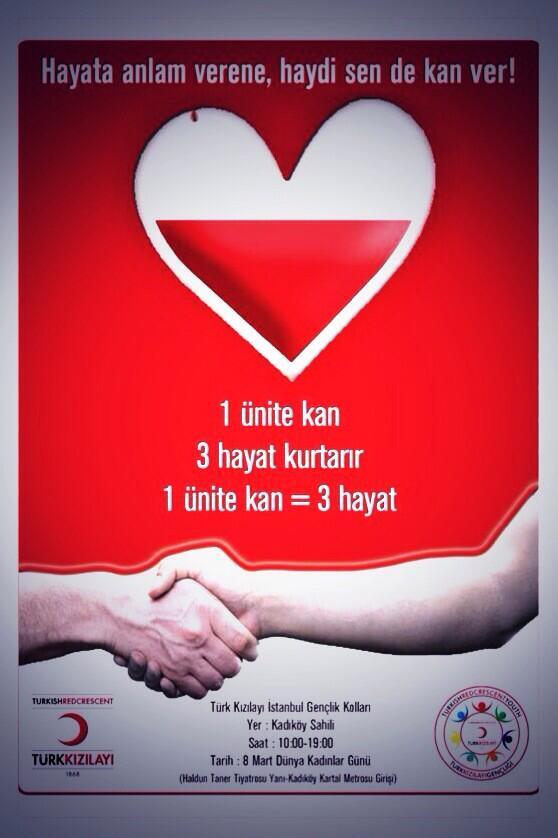 Hayata anlam verene, haydi sen de kan ver!
1 ünite kan
3 hayat kurtarır
1 ünite kan = 3 hayat
TURKISHREDCRESCENT
TÜRKKIZILAYI
1868
Türk Kızılayı İstanbul Gençlik Kolları
Yer : Kadıköy Sahili
Saat : 10:00-19:00
Tarih : 8 Mart Dünya Kadınlar Günü
(Haldun Taner Tiyatrosu Yanı-Kadıköy Kartal Metrosu Girişi)
TURKISHREDCRESCENTYOUTH
TÜRKKIZILAYI
TÜRKKIZILAYIGENÇLİĞİ